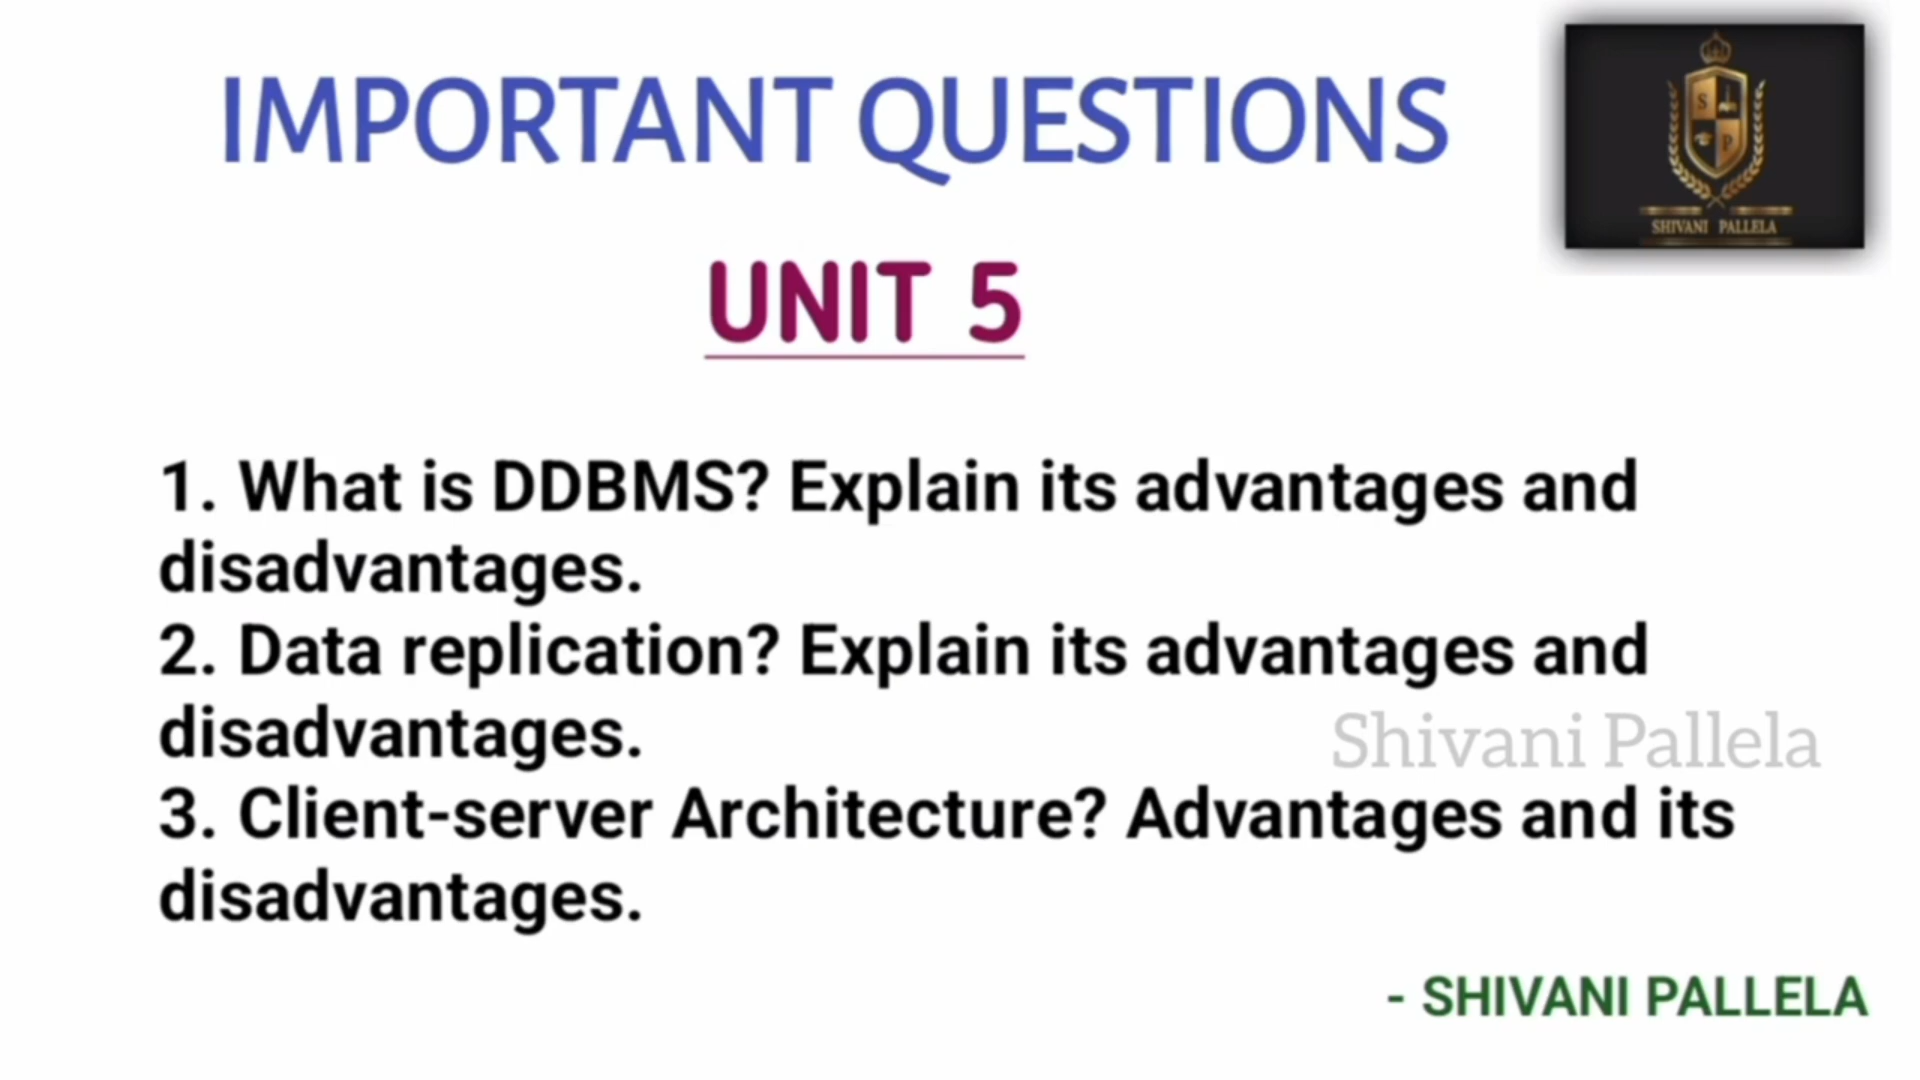 IMPORTANT QUESTIONS
S
P
SHIVANI PALLELA
UNIT 5
1. What is DDBMS? Explain its advantages and
disadvantages.
2. Data replication? Explain its advantages and
disadvantages.
Shivani Pallela
3. Client-server Architecture? Advantages and its
disadvantages.
- SHIVANI PALLELA